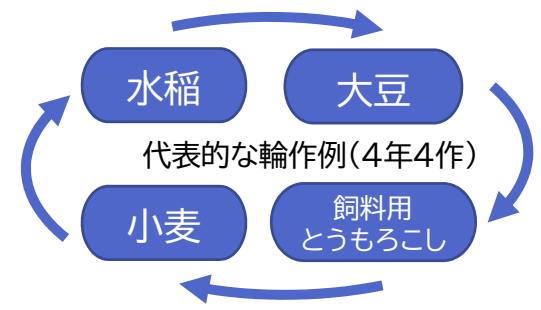 水稲
大豆
代表的な輪作例(4年4作)
小麦
飼料用
とうもろこし